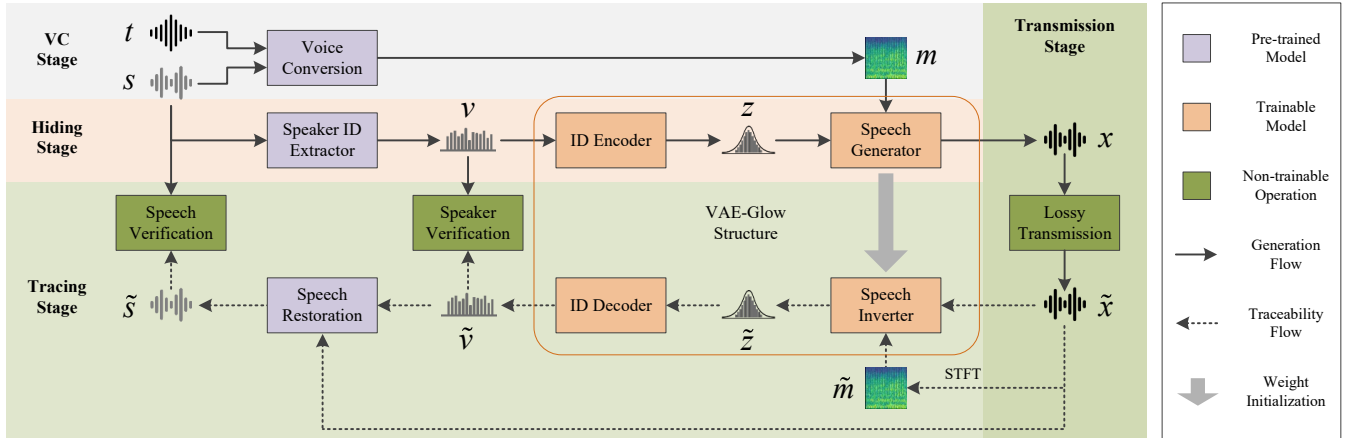 VC
Stage
t
s
Voice
Conversion
m
Transmission
Stage
Hiding
Stage
Speaker ID
Extractor
v
ID Encoder
z
Speech
Generator
x
Speech
Verification
Speaker
Verification
VAE-Glow
Structure
Lossy
Transmission
Tracing
Stage
s̃
Speech
Restoration
ṽ
ID Decoder
z̃
Speech
Inverter
x̃
m̃
STFT
Pre-trained
Model
Trainable
Model
Non-trainable
Operation
Generation
Flow
Traceability
Flow
Weight
Initialization